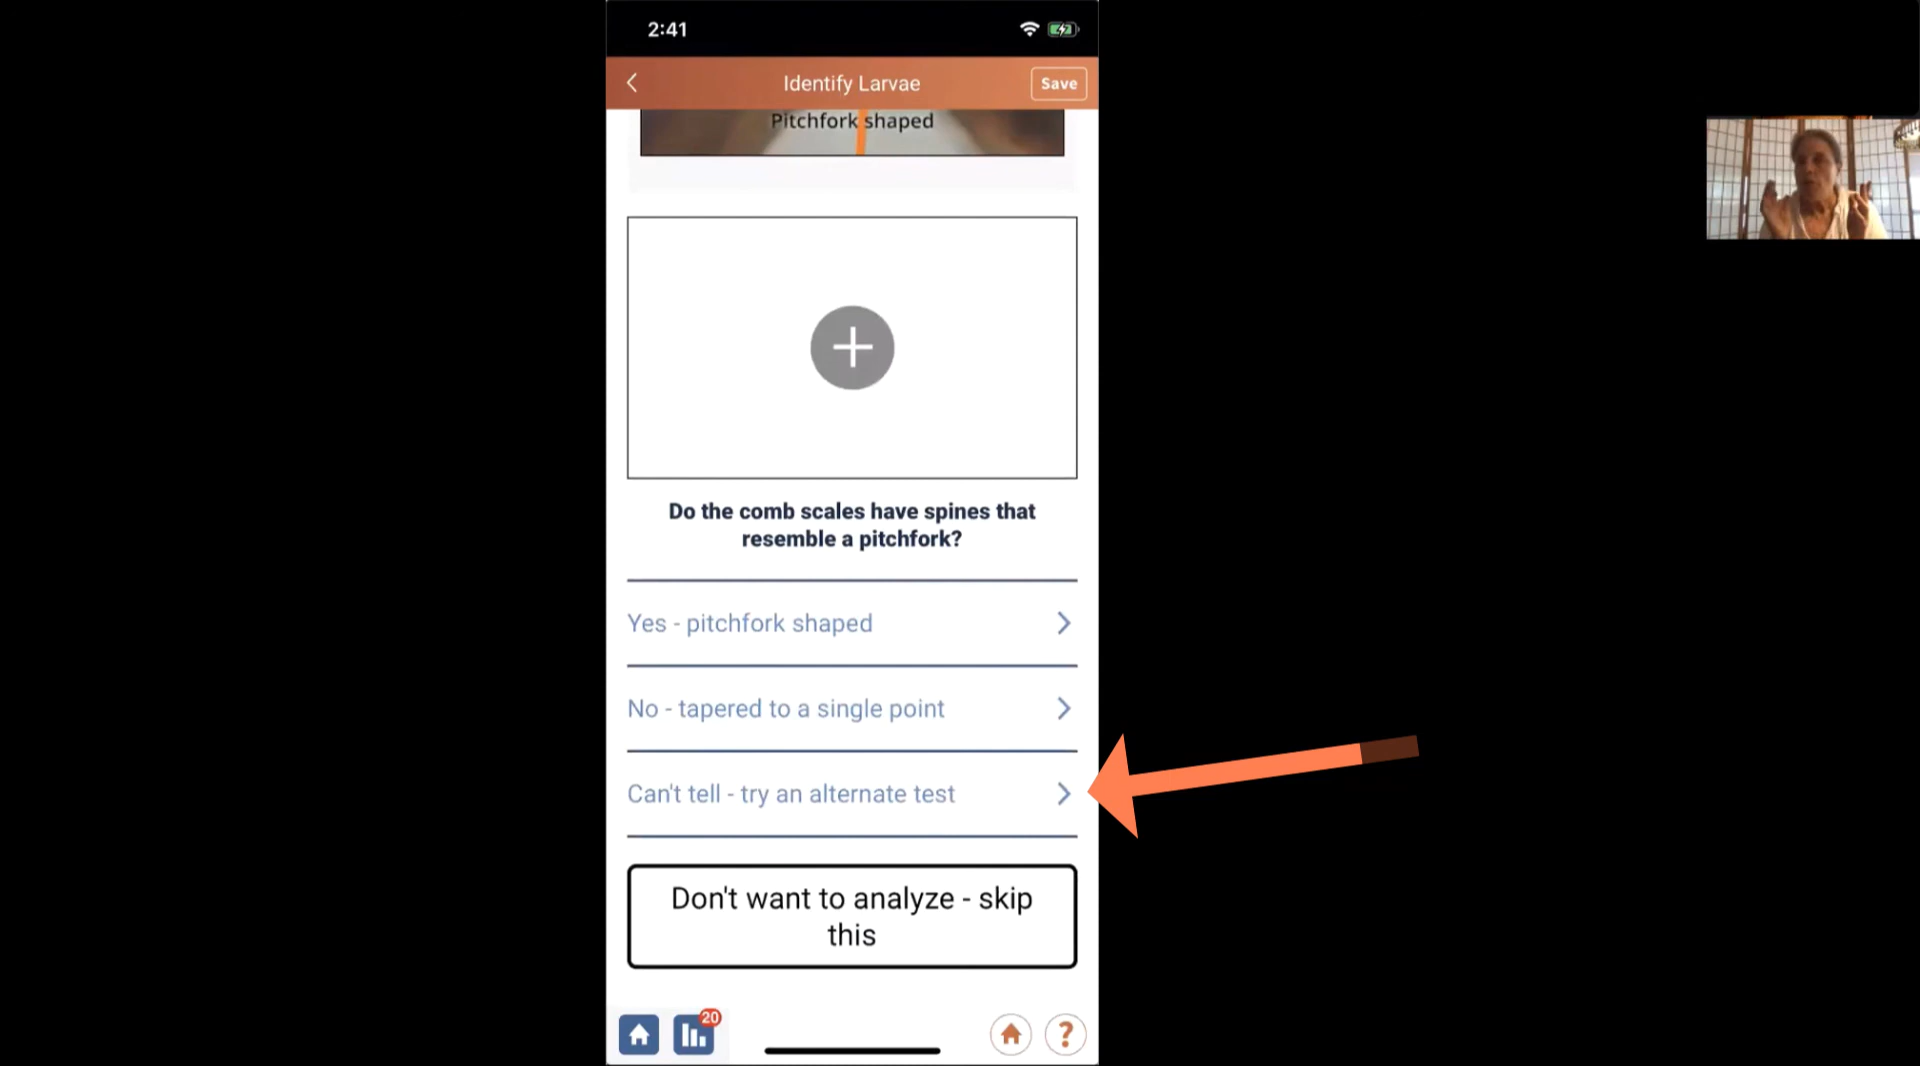 2:41
Identify Larvae
Save
Pitchfork shaped
Do the comb scales have spines that
resemble a pitchfork?
Yes - pitchfork shaped
No - tapered to a single point
Can't tell - try an alternate test
Don't want to analyze - skip
this
20
?